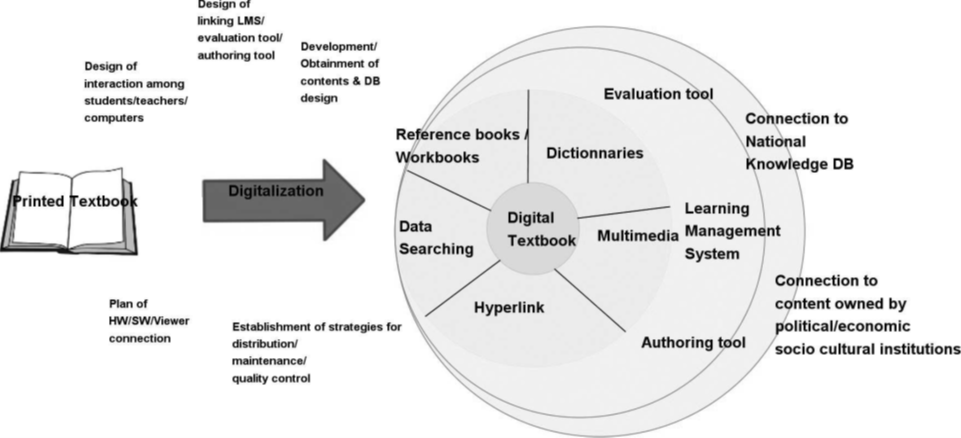 Design of
linking LMS/
evaluation tool/
authoring tool
Development/
Obtainment of
contents & DB
design
Design of
interaction among
students/teachers/
computers
Printed Textbook
Digitalization
Plan of
HW/SW/Viewer
connection
Establishment of strategies for
distribution/
maintenance/
quality control
Reference books /
Workbooks
Dictionnaries
Data
Searching
Digital
Textbook
Multimedia
Hyperlink
Evaluation tool
Learning
Management
System
Authoring tool
Connection to
National
Knowledge DB
Connection to
content owned by
political/economic
socio cultural institutions